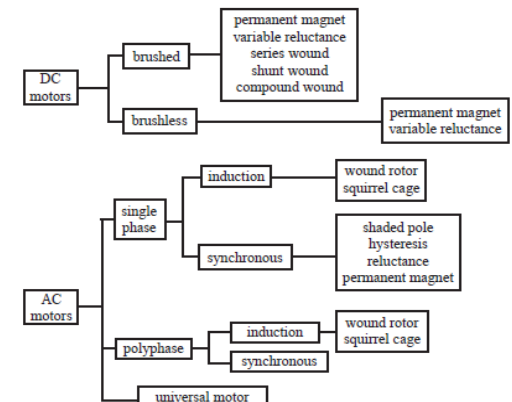 permanent magnet
variable reluctance
series wound
shunt wound
compound wound
brushed
DC
motors
brushless
permanent magnet
variable reluctance
induction
wound rotor
squirrel cage
single
phase
synchronous
shaded pole
hysteresis
reluctance
permanent magnet
AC
motors
polyphase
induction
wound rotor
squirrel cage
synchronous
universal motor